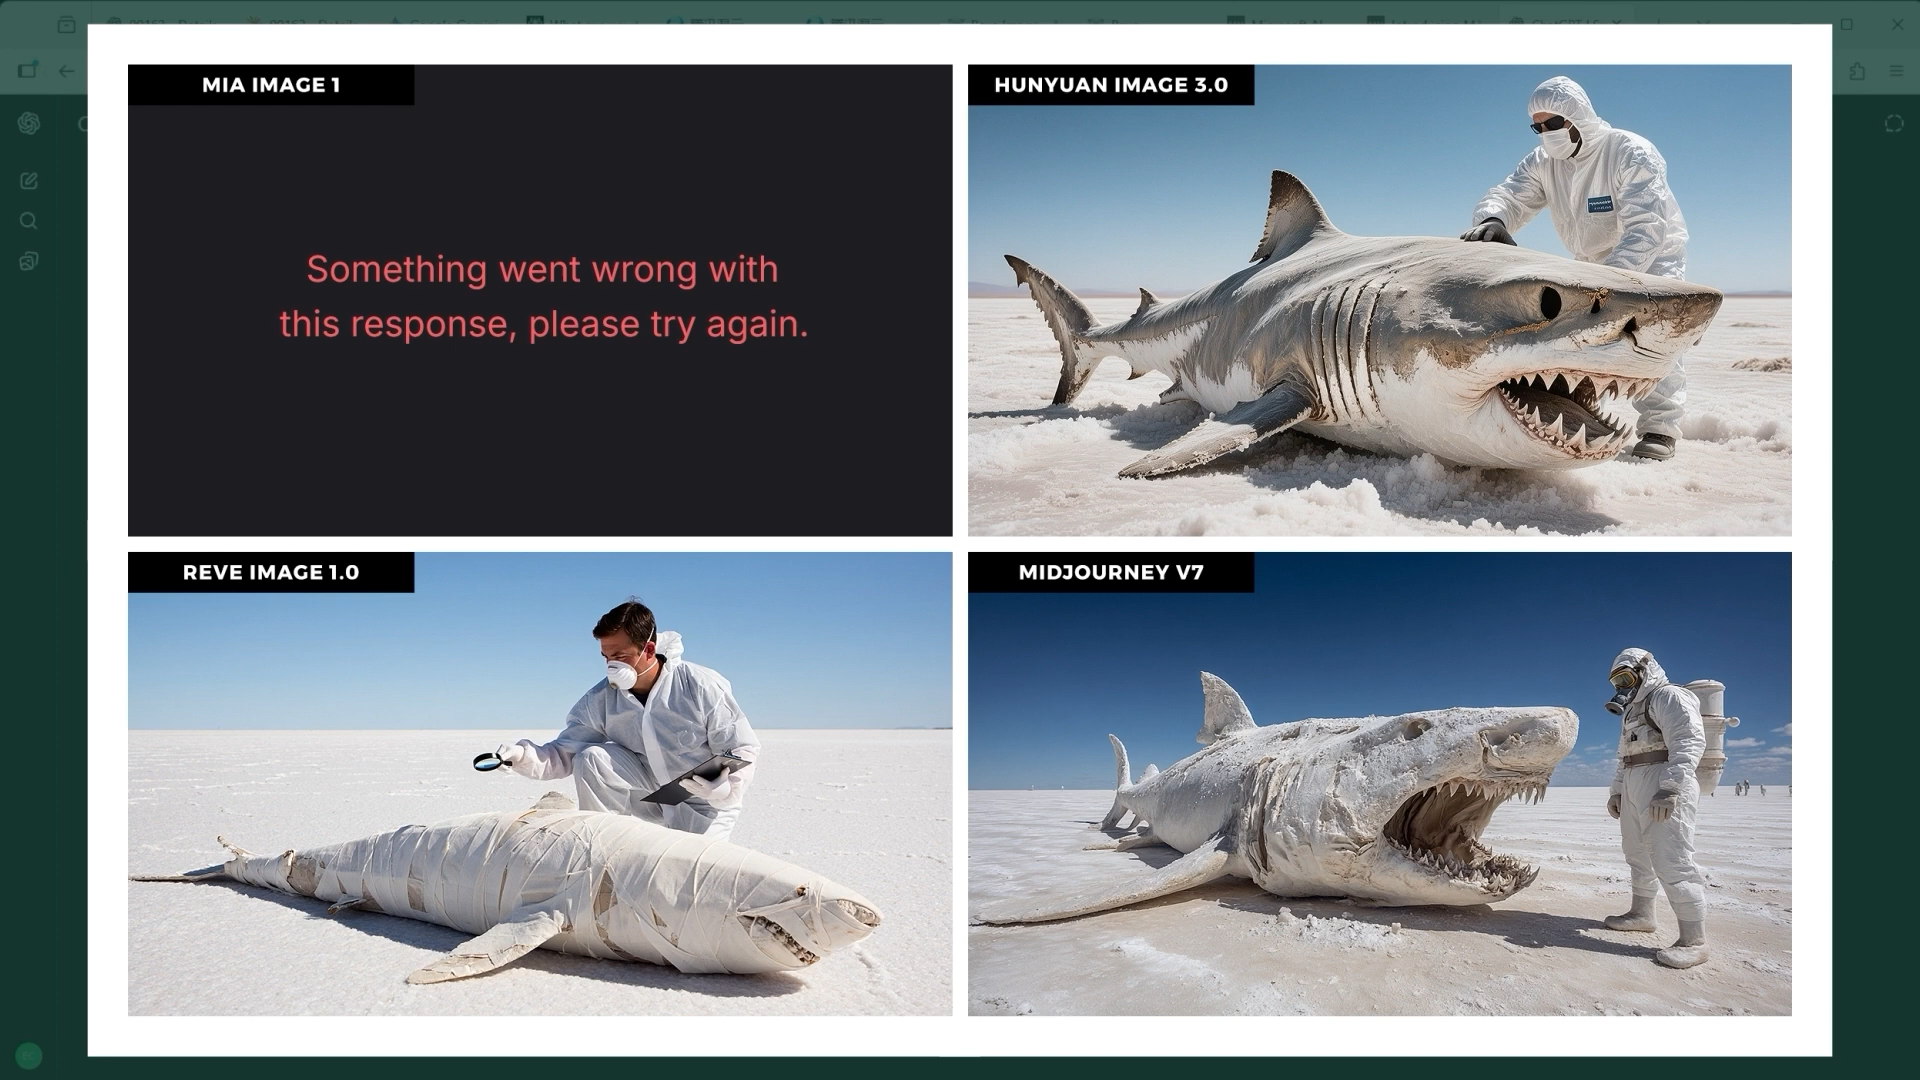 MIA IMAGE 1
HUNYUAN IMAGE 3.0
Something went wrong with
this response, please try again.
REVE IMAGE 1.0
MIDJOURNEY V7